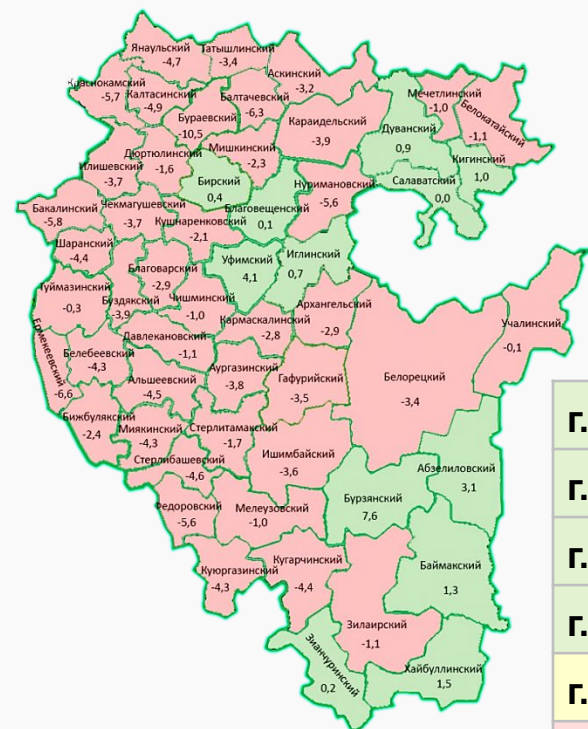 Янаульский
-4,7
Татышлинский
-3,4
Аскинский
-3,2
Краснокамский
-5,7
Калтасинский
-4,9
Балтачевский
-6,3
Бураевский
-10,5
Мечетлинский
-1,0
Белокатайский
-1,1
Караидельский
-3,9
Дуванский
0,9
Мишкинский
-2,3
Дюртюлинский
-1,6
Кигинский
1,0
Илишевский
-3,7
Бирский
0,4
Нуримановский
-5,6
Салаватский
0,0
Бакалинский
-5,8
Чекмагушевский
-3,7
Благовещенский
0,1
Кушнаренковский
-2,1
Шаранский
-4,4
Уфимский
4,1
Иглинский
0,7
Благоварский
-2,9
Туймазинский
-0,3
Буздякский
-3,9
Чишминский
-1,0
Архангельский
-2,9
Кармаскалинский
-2,8
Учалинский
-0,1
Ермекеевский
-6,6
Давлекановский
-1,1
Белебеевский
-4,3
Аургазинский
-3,8
Гафурийский
-3,5
Белорецкий
-3,4
Альшеевский
-4,5
Бижбулякский
-2,4
Миякинский
-4,3
Стерлитамакский
-1,7
Ишимбайский
-3,6
Стерлибашевский
-4,6
Абзелиловский
3,1
Бурзянский
7,6
Федоровский
-5,6
Мелеузовский
-1,0
Баймакский
1,3
Куюргазинский
-4,3
Кугарчинский
-4,4
Зилаирский
-1,1
Зианчуринский
0,2
Хайбуллинский
1,5
г.
г.
г.
г.
г.